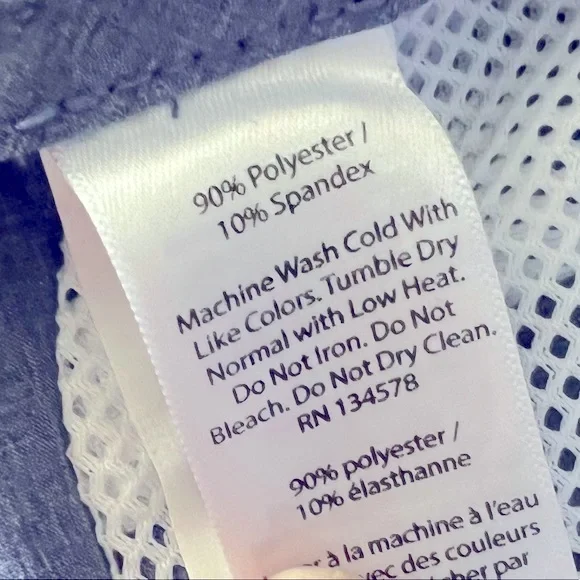 90% Polyester /
10% Spandex
Machine Wash Cold With
Like Colors. Tumble Dry
Normal with Low Heat.
Do Not Iron. Do Not
Bleach. Do Not Dry Clean.
RN 134578
90% polyester /
10% élasthanne
à la machine à l'eau
avec des couleurs
par